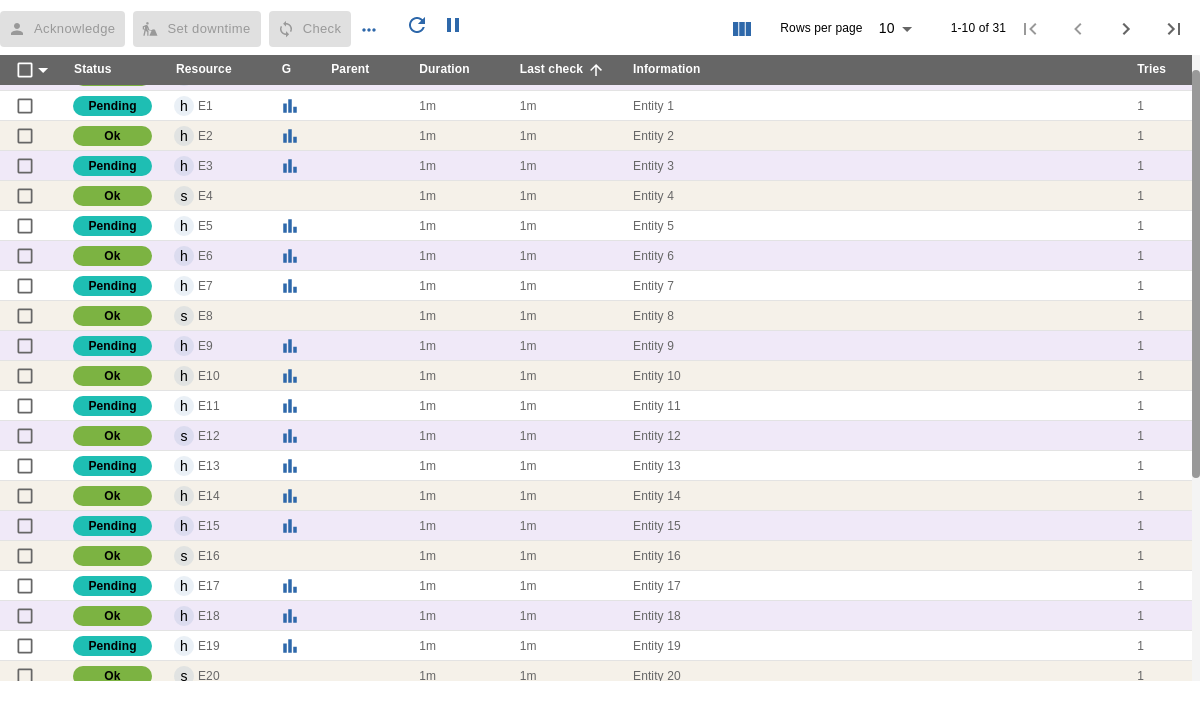 Acknowledge Set downtime Check Rows per page 10 1-10 of 31
Status Resource G Parent Duration Last check Information Tries
Pending h E1 1m 1m Entity 1 1
Ok h E2 1m 1m Entity 2 1
Pending h E3 1m 1m Entity 3 1
Ok s E4 1m 1m Entity 4 1
Pending h E5 1m 1m Entity 5 1
Ok h E6 1m 1m Entity 6 1
Pending h E7 1m 1m Entity 7 1
Ok s E8 1m 1m Entity 8 1
Pending h E9 1m 1m Entity 9 1
Ok h E10 1m 1m Entity 10 1
Pending h E11 1m 1m Entity 11 1
Ok s E12 1m 1m Entity 12 1
Pending h E13 1m 1m Entity 13 1
Ok h E14 1m 1m Entity 14 1
Pending h E15 1m 1m Entity 15 1
Ok s E16 1m 1m Entity 16 1
Pending h E17 1m 1m Entity 17 1
Ok h E18 1m 1m Entity 18 1
Pending h E19 1m 1m Entity 19 1
Ok s E20 1m 1m Entity 20 1